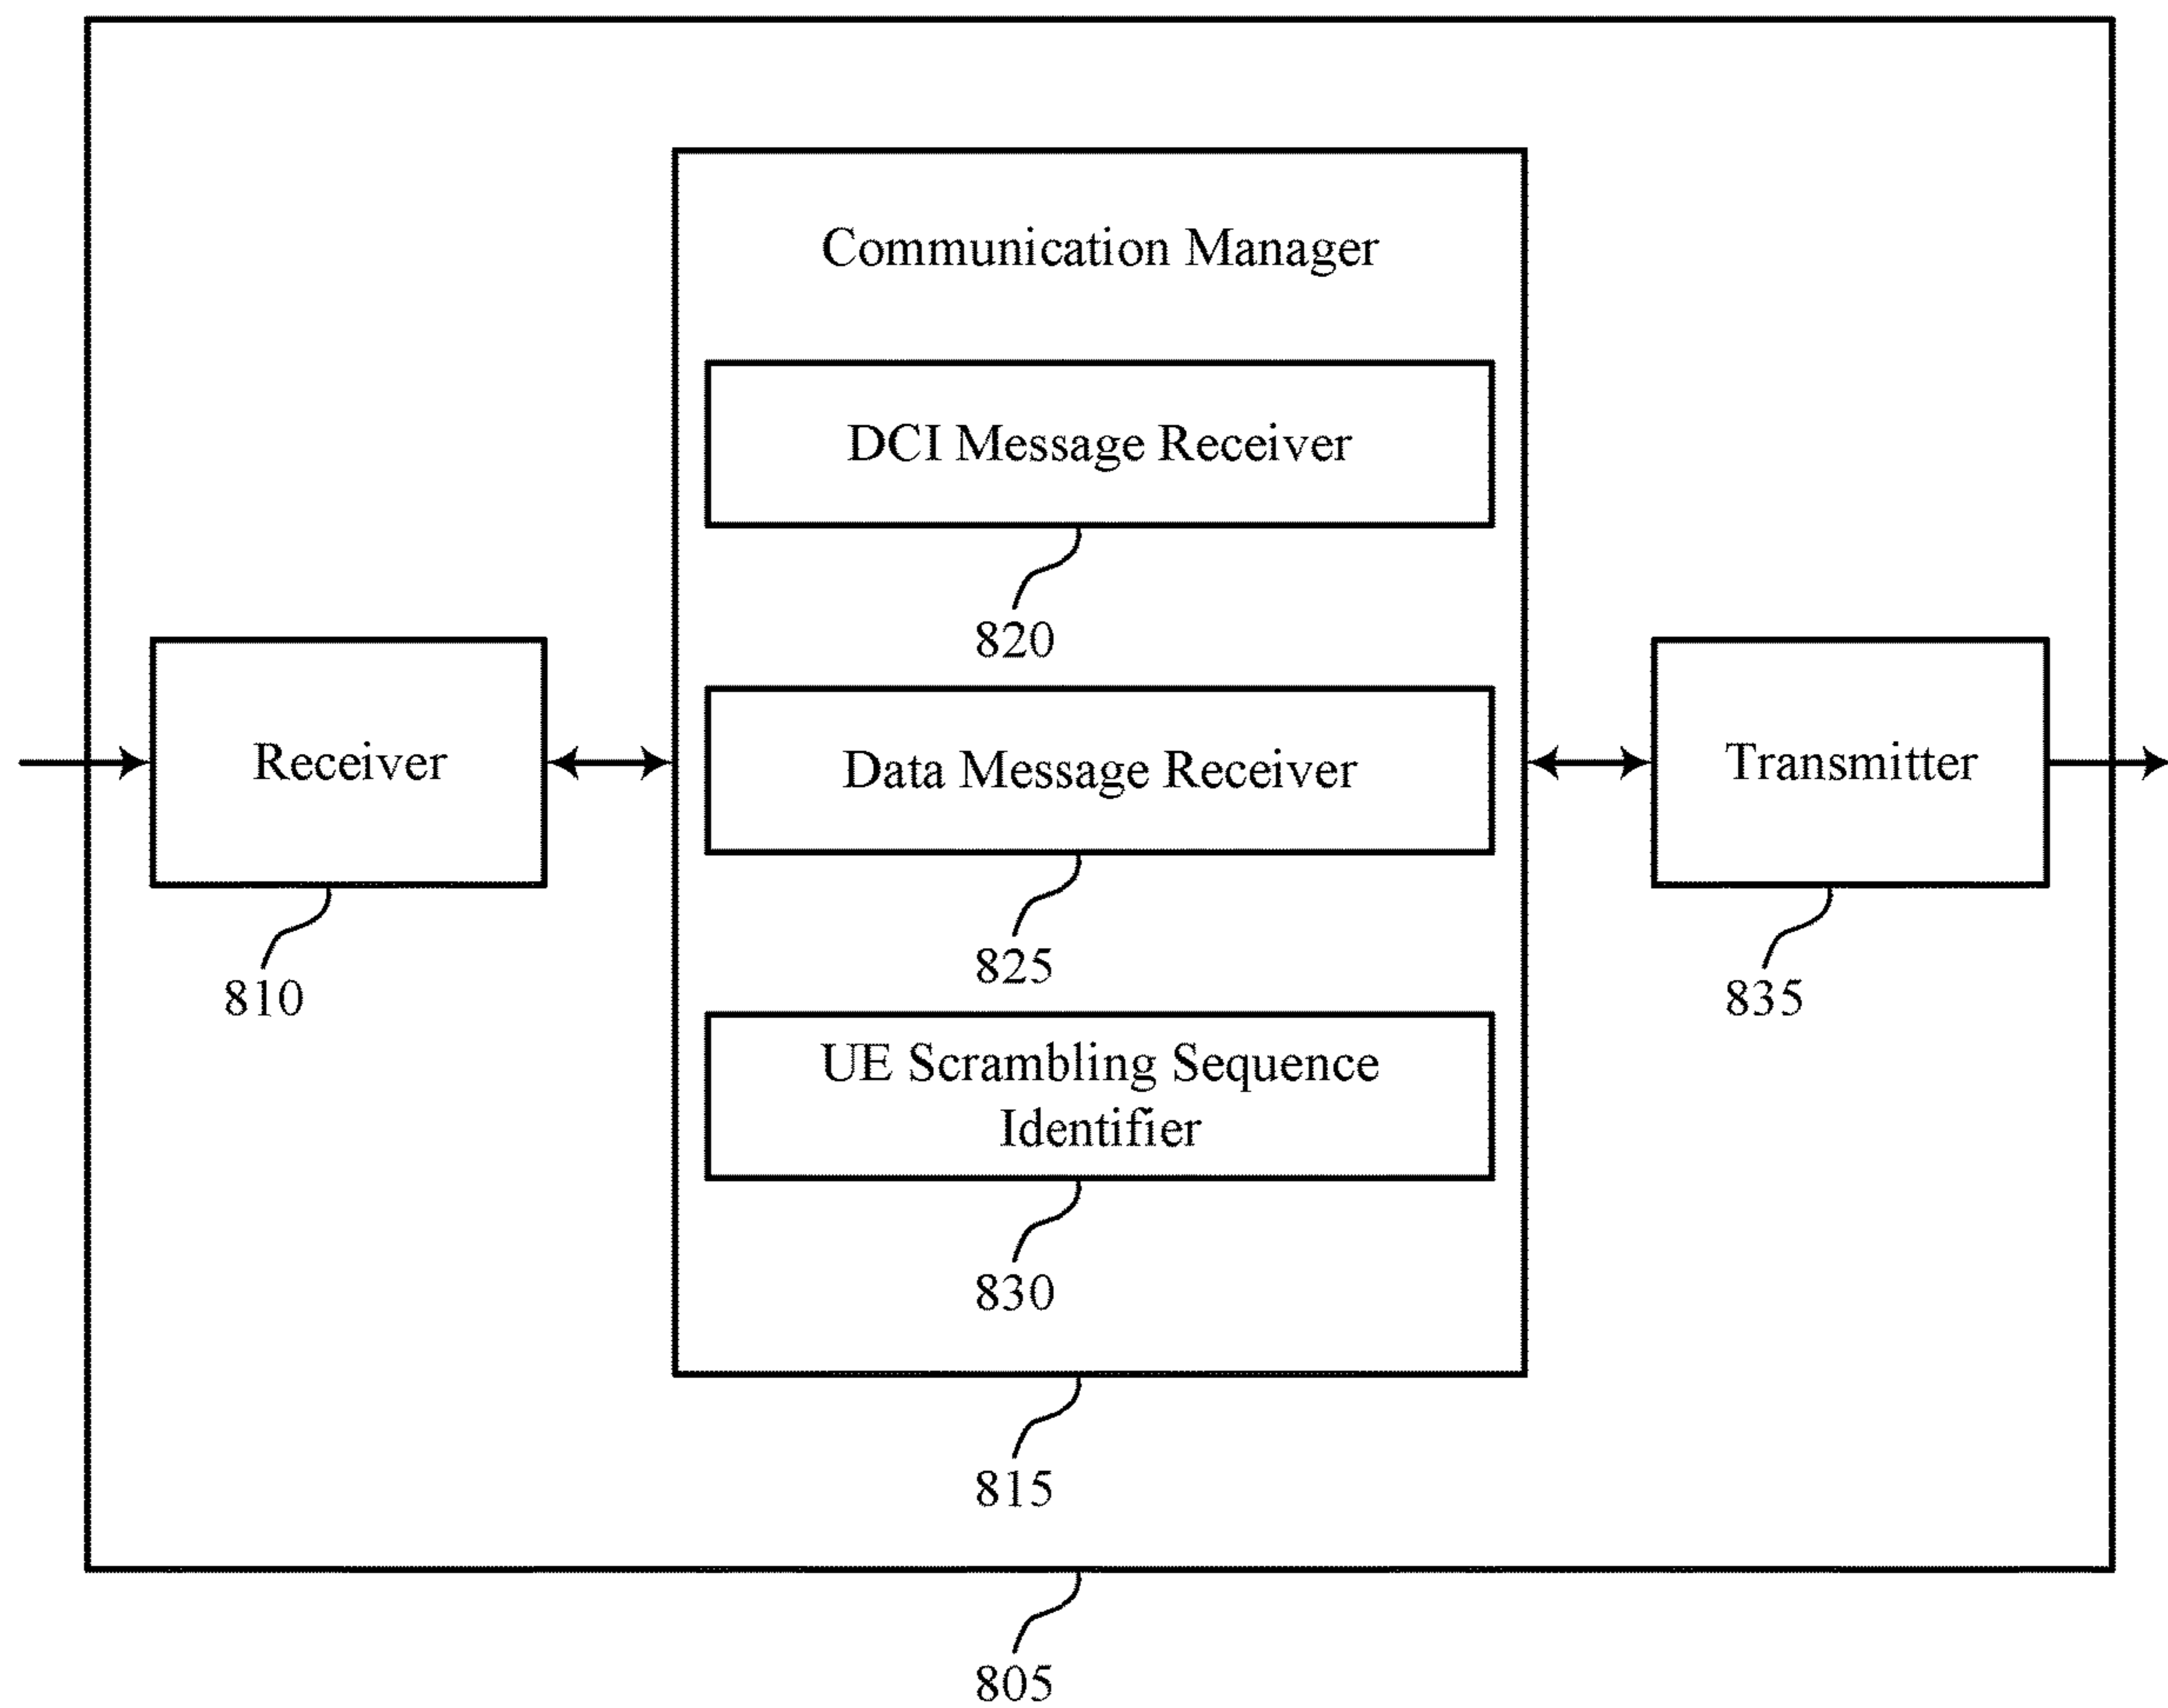 Communication Manager
DCI Message Receiver
820
Receiver
810
Data Message Receiver
825
Transmitter
835
UE Scrambling Sequence
Identifier
830
815
805